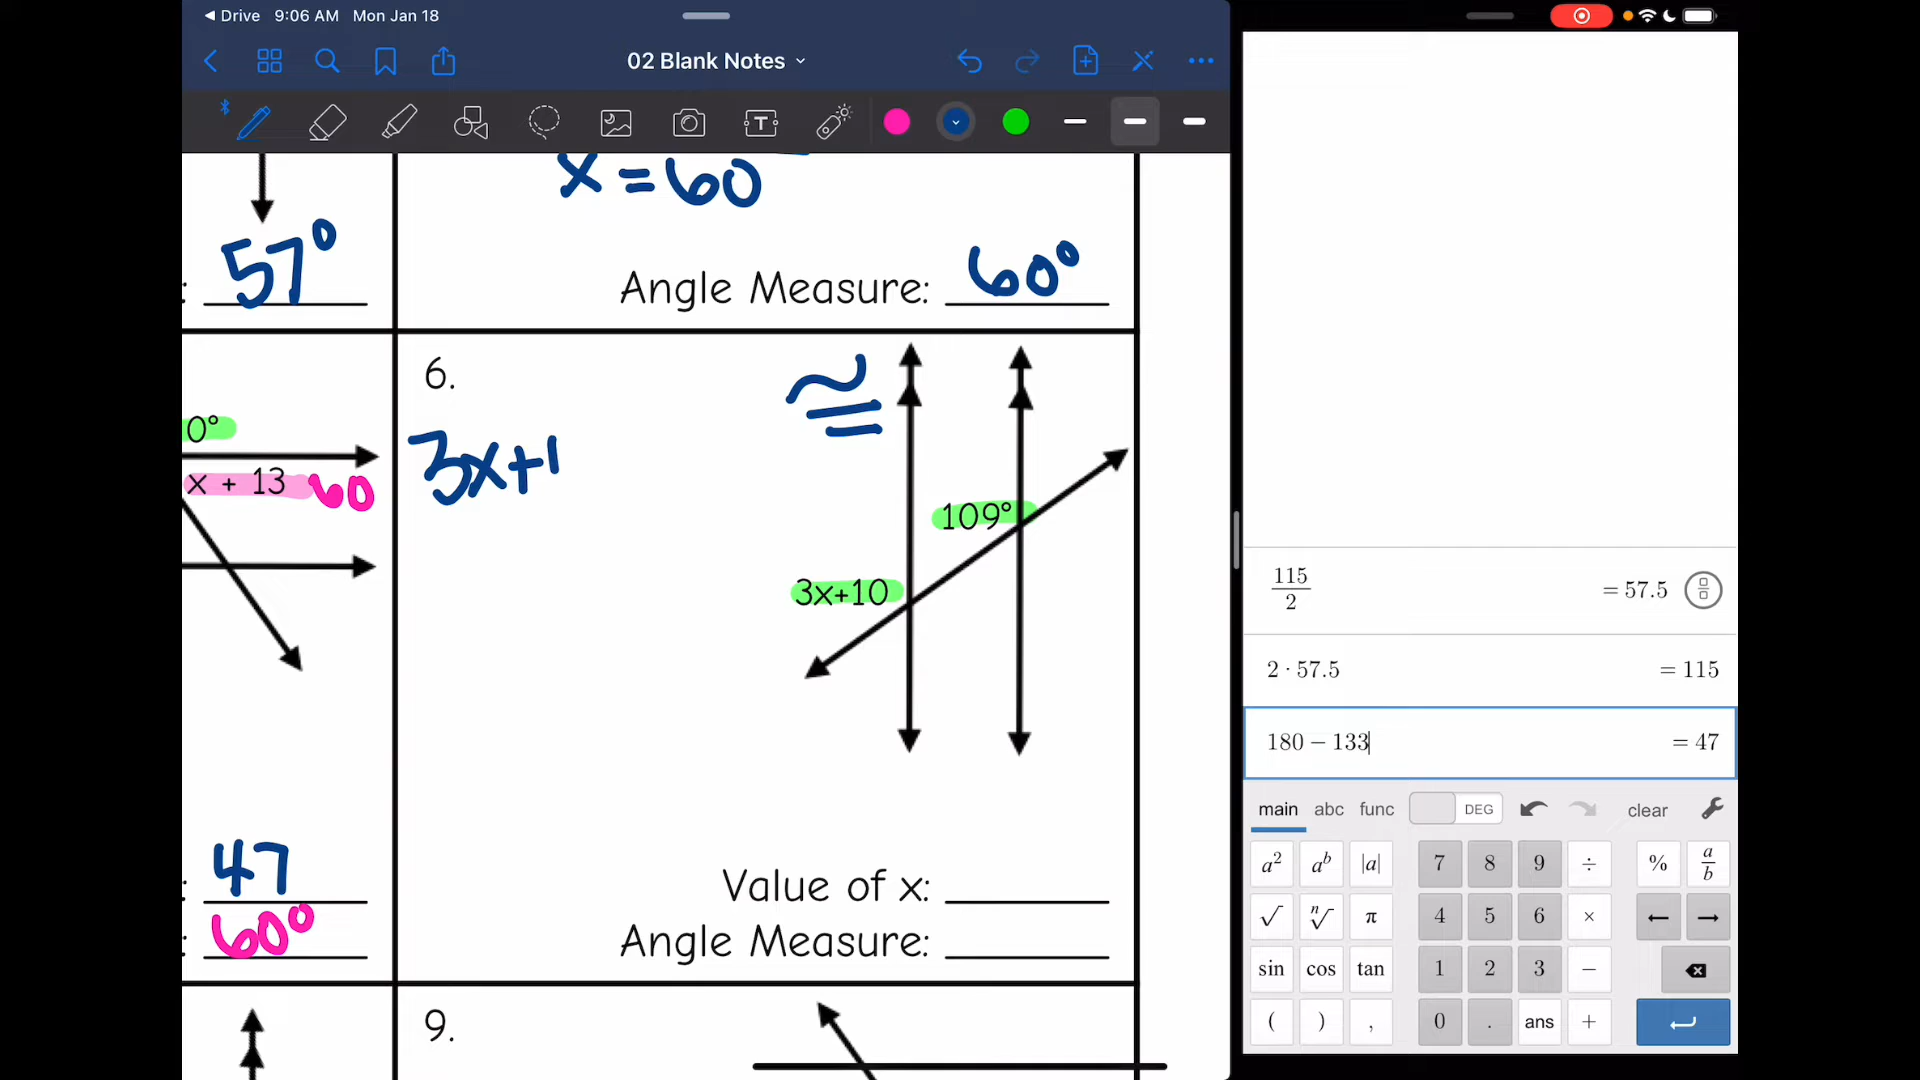 Drive 9:06 AM Mon Jan 18
02 Blank Notes
T
x = 60
57°
Angle Measure: 60°
6.
≅
0°
3x+1
x + 13 60
109°
3x+10
47
Value of x:
60°
Angle Measure:
9.
115/2 = 57.5
2 · 57.5 = 115
180 − 133 = 47
main abc func DEG clear
a² aᵇ |a| 7 8 9 ÷ % a/b
√ ⁿ√ π 4 5 6 × ← →
sin cos tan 1 2 3 −
( ) , 0 . ans +